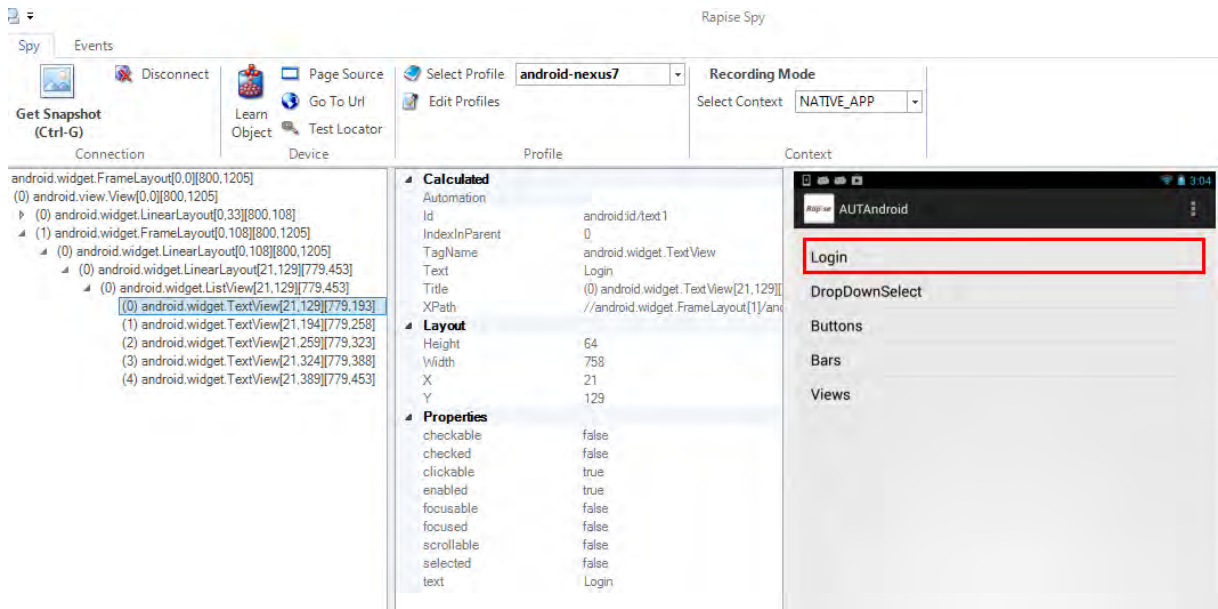 Rapise Spy
Spy Events
Get Snapshot
(Ctrl-G)
Disconnect
Connection
Learn
Object
Page Source
Go To Url
Test Locator
Device
Select Profile android-nexus7
Edit Profiles
Profile
Recording Mode
Select Context NATIVE_APP
Context
android.widget.FrameLayout[0,0][800,1205]
(0) android.view.View[0,0][800,1205]
(0) android.widget.LinearLayout[0,33][800,108]
(1) android.widget.FrameLayout[0,108][800,1205]
(0) android.widget.LinearLayout[0,108][800,1205]
(0) android.widget.LinearLayout[21,129][779,453]
(0) android.widget.ListView[21,129][779,453]
(0) android.widget.TextView[21,129][779,193]
(1) android.widget.TextView[21,194][779,258]
(2) android.widget.TextView[21,259][779,323]
(3) android.widget.TextView[21,324][779,388]
(4) android.widget.TextView[21,389][779,453]
Calculated
Automation
Id android:id/text1
IndexInParent 0
TagName android.widget.TextView
Text Login
Title (0) android.widget.TextView[21,129][
XPath //android.widget.FrameLayout[1]/and
Layout
Height 64
Width 758
X 21
Y 129
Properties
checkable false
checked false
clickable true
enabled true
focusable false
focused false
scrollable false
selected false
text Login
3:04
Rapise AUTAndroid
Login
DropDownSelect
Buttons
Bars
Views